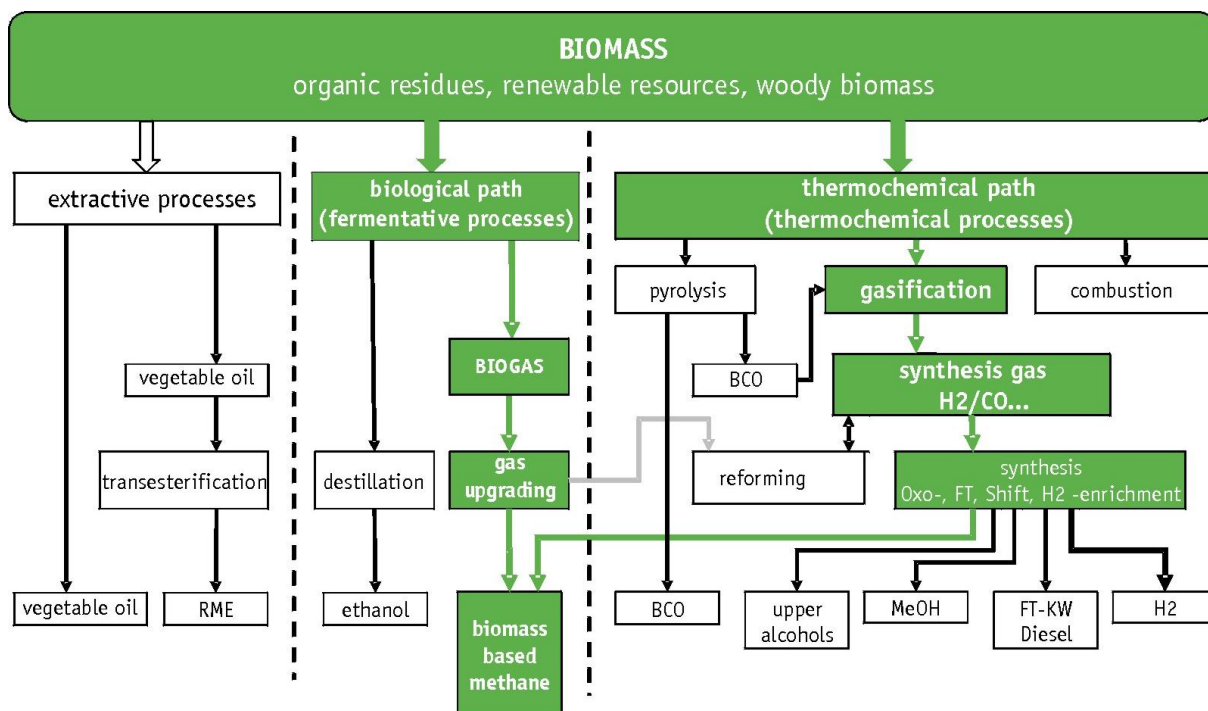 BIOMASS
organic residues, renewable resources, woody biomass
extractive processes
biological path
(fermentative processes)
thermochemical path
(thermochemical processes)
pyrolysis
gasification
combustion
BIOGAS
vegetable oil
BCO
synthesis gas
H2/CO...
transesterification
destillation
gas
upgrading
reforming
synthesis
Oxo-, FT, Shift, H2 -enrichment
vegetable oil
RME
ethanol
biomass
based
methane
BCO
upper
alcohols
MeOH
FT-KW
Diesel
H2